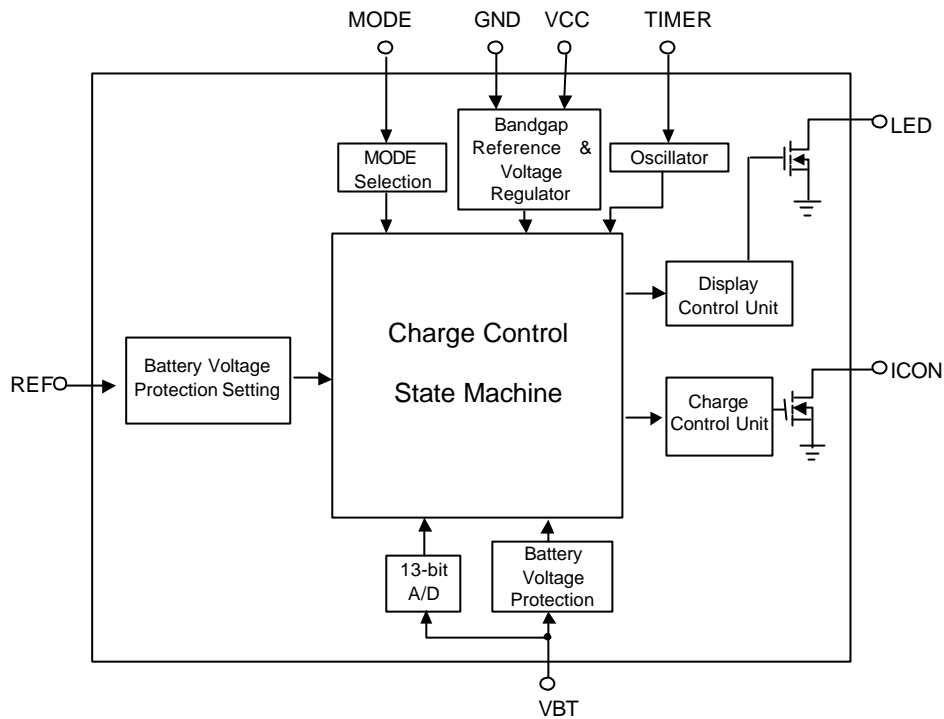 MODE
GND
VCC
TIMER
LED
MODE
Selection
Bandgap
Reference &
Voltage
Regulator
Oscillator
Display
Control Unit
Charge Control
State Machine
REF
Battery Voltage
Protection Setting
ICON
Charge
Control Unit
13-bit
A/D
Battery
Voltage
Protection
VBT